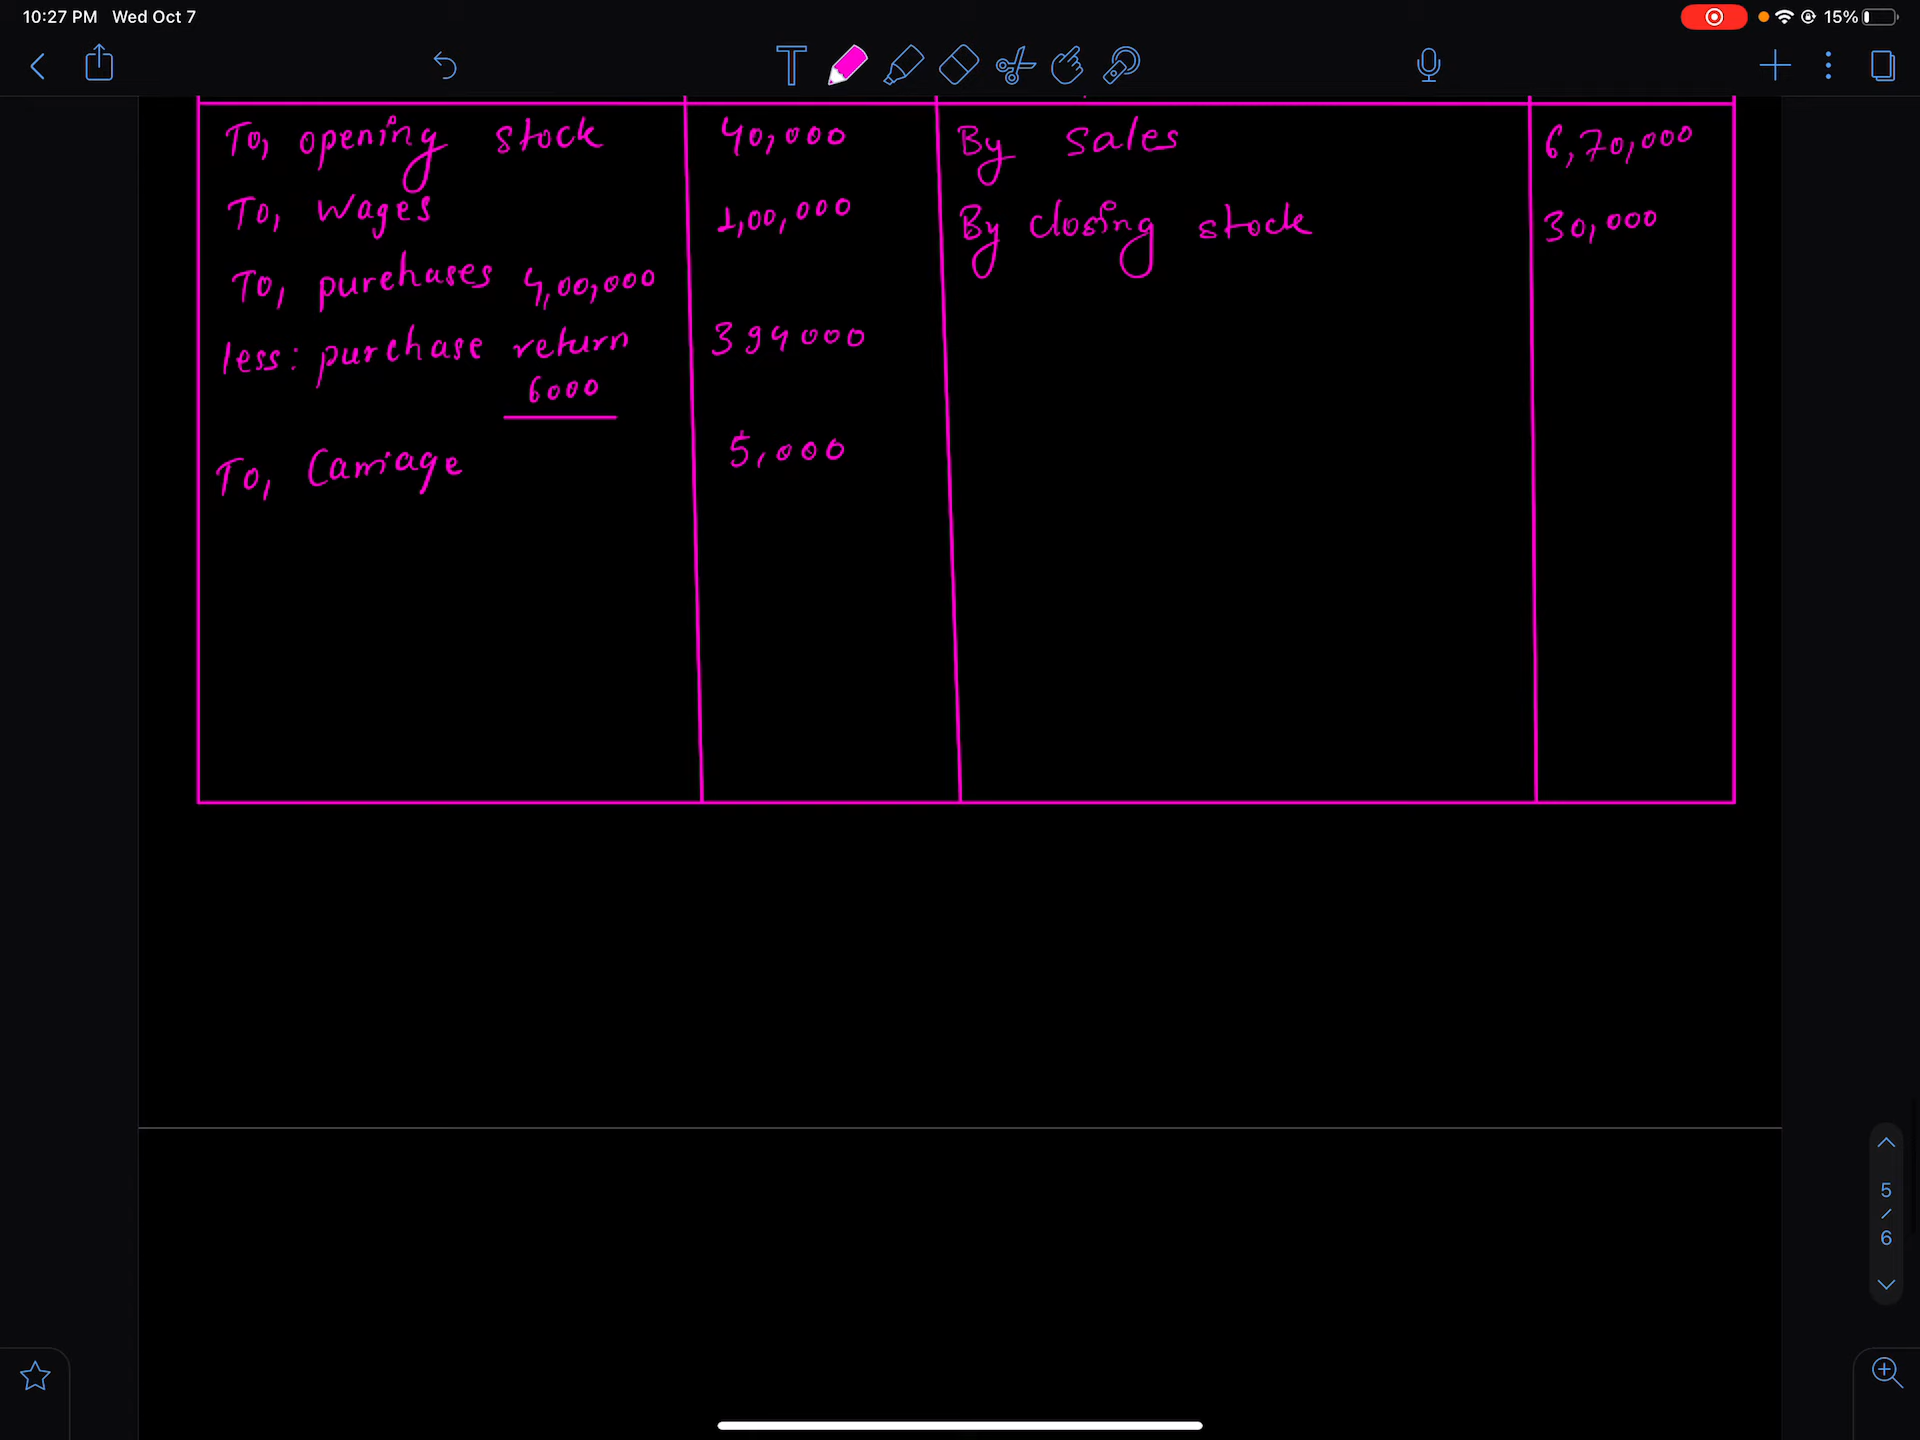 10:27 PM Wed Oct 7
15%
To, opening stock 40,000 By sales 6,70,000
To, wages 1,00,000 By closing stock 30,000
To, purchases 4,00,000
less: purchase return 394000
6000
To, Carriage 5,000
5
/
6